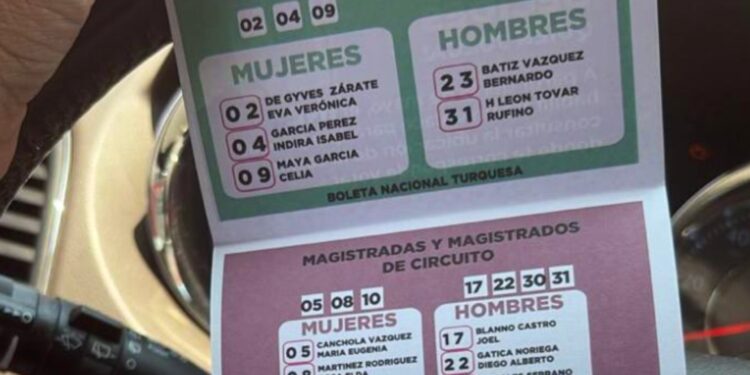 02 04 09
MUJERES
02 DE GYVES ZÁRATE
EVA VERÓNICA
04 GARCIA PEREZ
INDIRA ISABEL
09 MAYA GARCIA
CELIA
HOMBRES
23 BATIZ VAZQUEZ
BERNARDO
31 H LEON TOVAR
RUFINO
BOLETA NACIONAL TURQUESA
MAGISTRADAS Y MAGISTRADOS
DE CIRCUITO
05 08 10
MUJERES
05 CANCHOLA VAZQUEZ
MARIA EUGENIA
MARTINEZ RODRIGUEZ
17 22 30 31
HOMBRES
17 BLANNO CASTRO
JOEL
22 GATICA NORIEGA
DIEGO ALBERTO